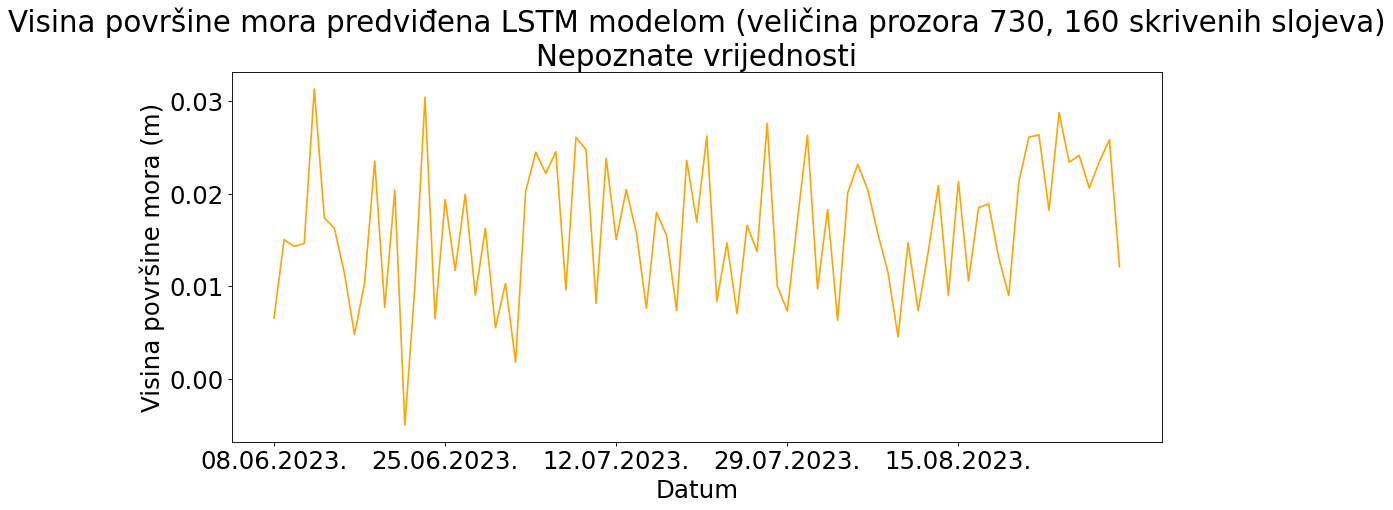 Visina površine mora predviđena LSTM modelom (veličina prozora 730, 160 skrivenih slojeva)
Nepoznate vrijednosti
Visina površine mora (m)
0.03
0.02
0.01
0.00
08.06.2023. 25.06.2023. 12.07.2023. 29.07.2023. 15.08.2023.
Datum